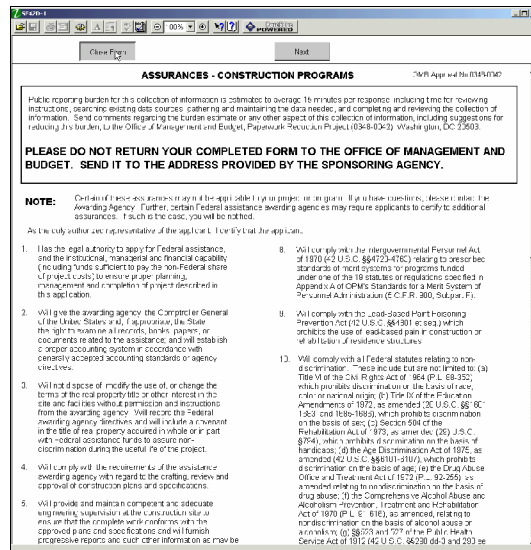 SF424D-1
80%
PureEdge
POWERED
Close Form
Next
ASSURANCES - CONSTRUCTION PROGRAMS
OMB Approval No 0348-0042
Public reporting burden for this collection of information is estimated to average 15 minutes per response, including time for reviewing
instructions, searching existing data sources, gathering and maintaining the data needed, and completing and reviewing the collection of
information. Send comments regarding the burden estimate or any other aspect of this collection of information, including suggestions for
reducing this burden, to the Office of Management and Budget, Paperwork Reduction Project (0348-0042) Washington, DC 20503.
PLEASE DO NOT RETURN YOUR COMPLETED FORM TO THE OFFICE OF MANAGEMENT AND
BUDGET. SEND IT TO THE ADDRESS PROVIDED BY THE SPONSORING AGENCY.
NOTE: Certain of these assurances may not be applicable to your project or program. If you have questions, please contact the
Awarding Agency. Further, certain Federal assistance awarding agencies may require applicants to certify to additional
assurances. If such is the case, you will be notified.
As the duly authorized representative of the applicant, I certify that the applicant:
1. Has the legal authority to apply for Federal assistance,
and the institutional, managerial and financial capability
(including funds sufficient to pay the non-Federal share
of project costs) to ensure proper planning,
management and completion of project described in
this application.
2. Will give the awarding agency, the Comptroller General
of the United States and, if appropriate, the State
the right to examine all records, books, papers, or
documents related to the assistance; and will establish
a proper accounting system in accordance with
generally accepted accounting standards or agency
directives.
3. Will not dispose of, modify the use of, or change the
terms of the real property title or other interest in the
site and facilities without permission and instructions
from the awarding agency. Will record the Federal
awarding agency directives and will include a covenant
in the title of real property acquired in whole or in part
with Federal assistance funds to assure non-
discrimination during the useful life of the project.
4. Will comply with the requirements of the assistance
awarding agency with regard to the drafting, review and
approval of construction plans and specifications.
5. Will provide and maintain competent and adequate
engineering supervision at the construction site to
ensure that the complete work conforms with the
approved plans and specifications and will furnish
progressive reports and such other information as may be
8. Will comply with the Intergovernmental Personnel Act
of 1970 (42 U.S.C. §§4728-4763) relating to prescribed
standards of merit systems for programs funded
under one of the 19 statutes or regulations specified in
Appendix A of OPM's Standards for a Merit System of
Personnel Administration (5 C.F.R. 900, Subpart F).
9. Will comply with the Lead-Based Paint Poisoning
Prevention Act (42 U.S.C. §§4801 et seq.) which
prohibits the use of lead-based paint in construction or
rehabilitation of residence structures.
10. Will comply with all Federal statutes relating to non-
discrimination. These include but are not limited to: (a)
Title VI of the Civil Rights Act of 1964 (P.L. 88-352)
which prohibits discrimination on the basis of race,
color or national origin; (b) Title IX of the Education
Amendments of 1972, as amended (20 U.S.C. §§1681
1683, and 1685-1686), which prohibits discrimination
on the basis of sex; (c) Section 504 of the
Rehabilitation Act of 1973, as amended (29) U.S.C.
§794), which prohibits discrimination on the basis of
handicaps; (d) the Age Discrimination Act of 1975, as
amended (42 U.S.C. §§6101-6107), which prohibits
discrimination on the basis of age; (e) the Drug Abuse
Office and Treatment Act of 1972 (P.L. 92-255), as
amended relating to nondiscrimination on the basis of
drug abuse; (f) the Comprehensive Alcohol Abuse and
Alcoholism Prevention, Treatment and Rehabilitation
Act of 1970 (P.L. 91-616), as amended, relating to
nondiscrimination on the basis of alcohol abuse or
alcoholism; (g) §§523 and 527 of the Public Health
Service Act of 1912 (42 U.S.C. §§290 dd-3 and 290 ee